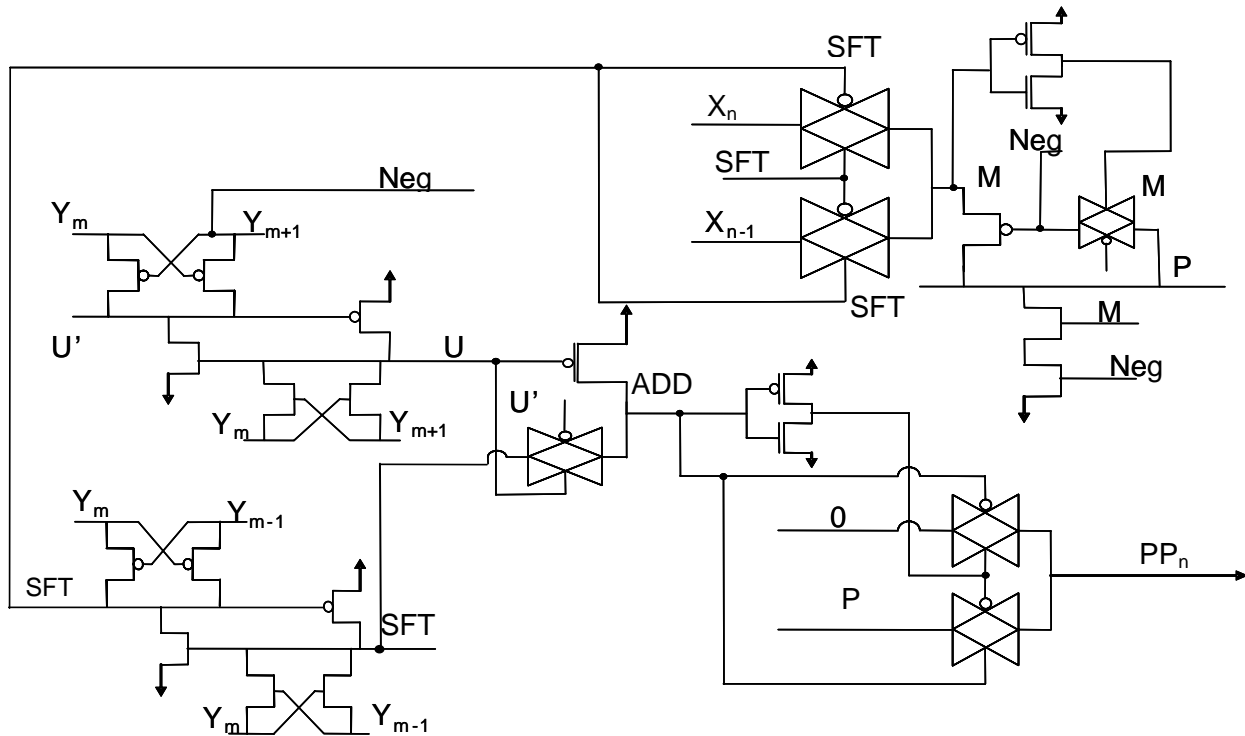 SFT
Xn
SFT
Xn-1
SFT
M
Neg
M
P
M
Neg
Neg
Ym
Ym+1
U'
U
Ym
Ym+1
U'
ADD
Ym
Ym-1
SFT
SFT
Ym
Ym-1
0
P
PPn